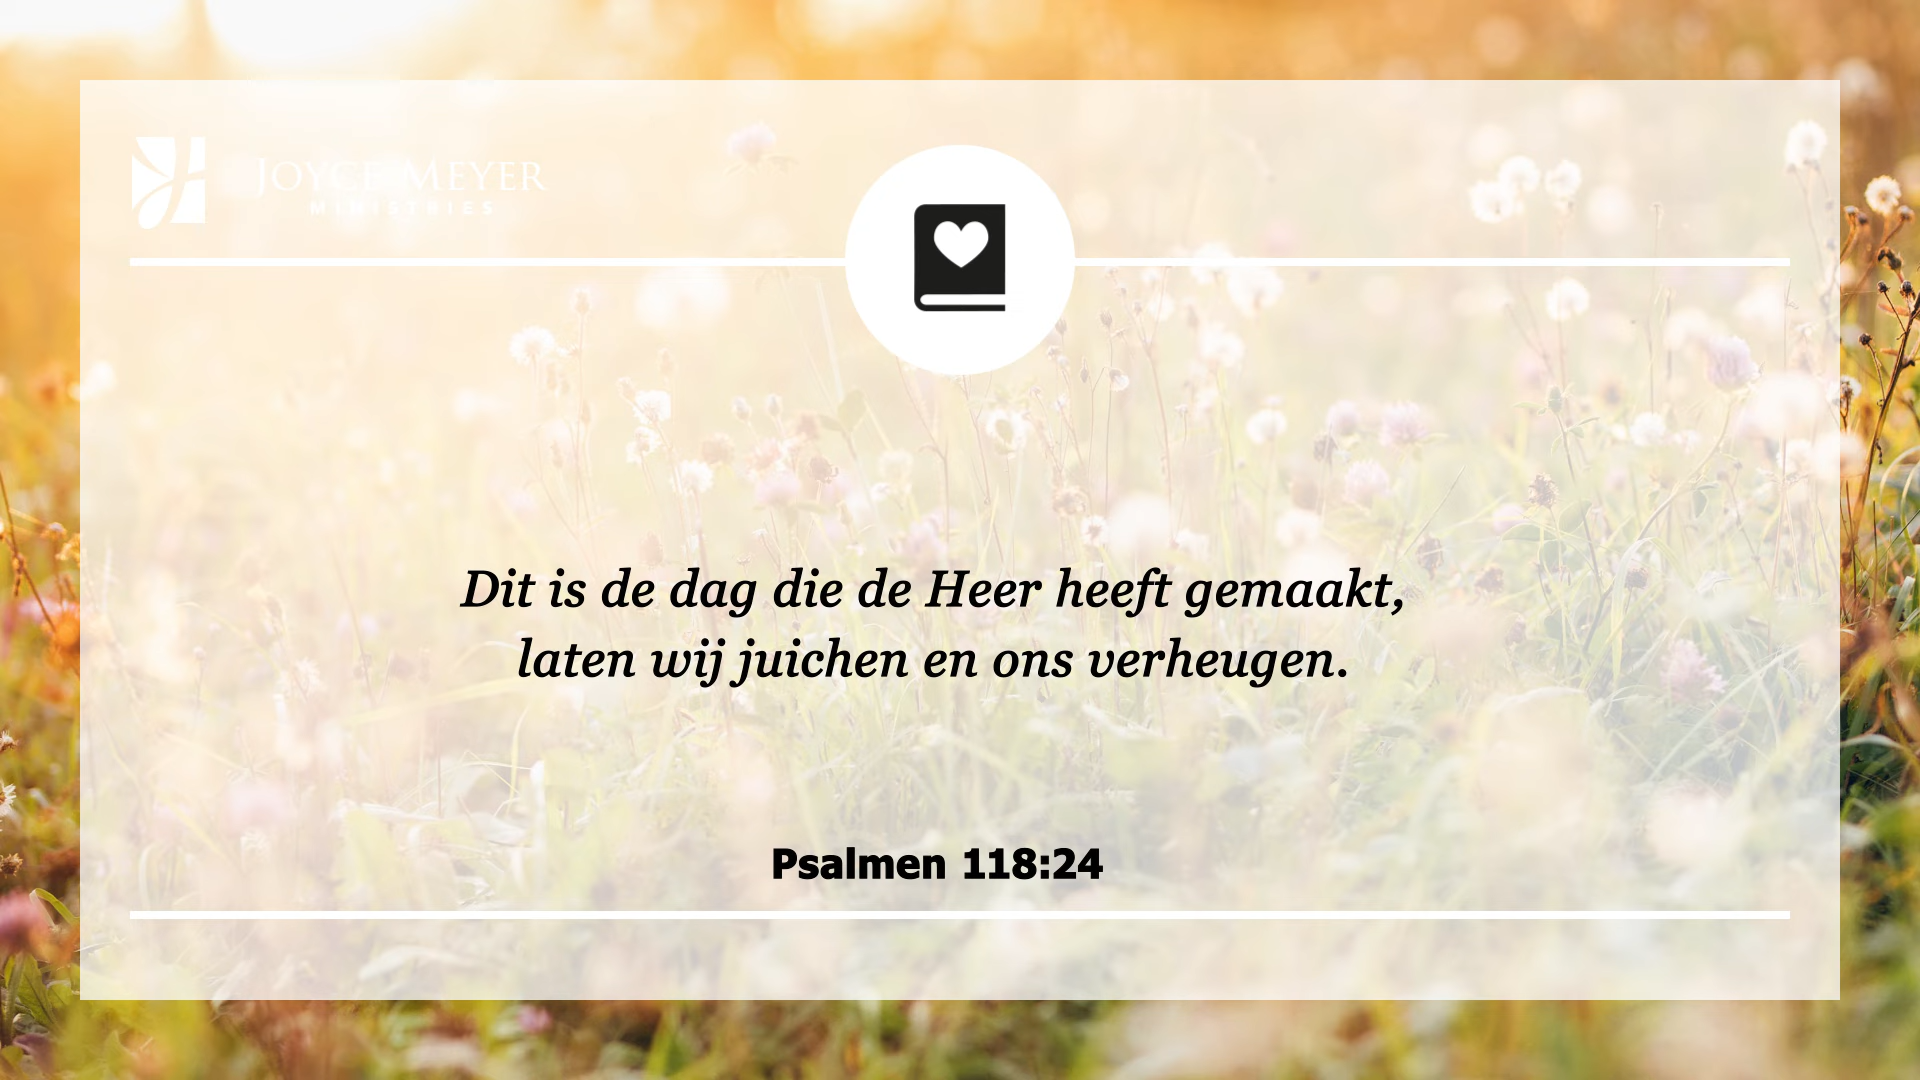 JOYCE MEYER
MINISTRIES
Dit is de dag die de Heer heeft gemaakt,
laten wij juichen en ons verheugen.
Psalmen 118:24